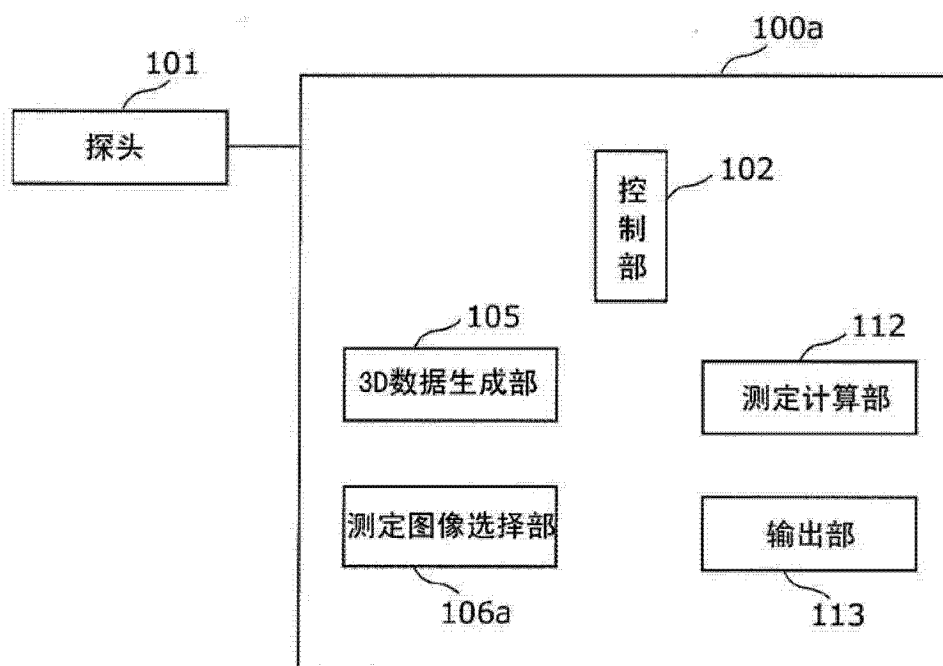 100a
101
探头
102
控制部
105
3D数据生成部
112
测定计算部
测定图像选择部
106a
输出部
113